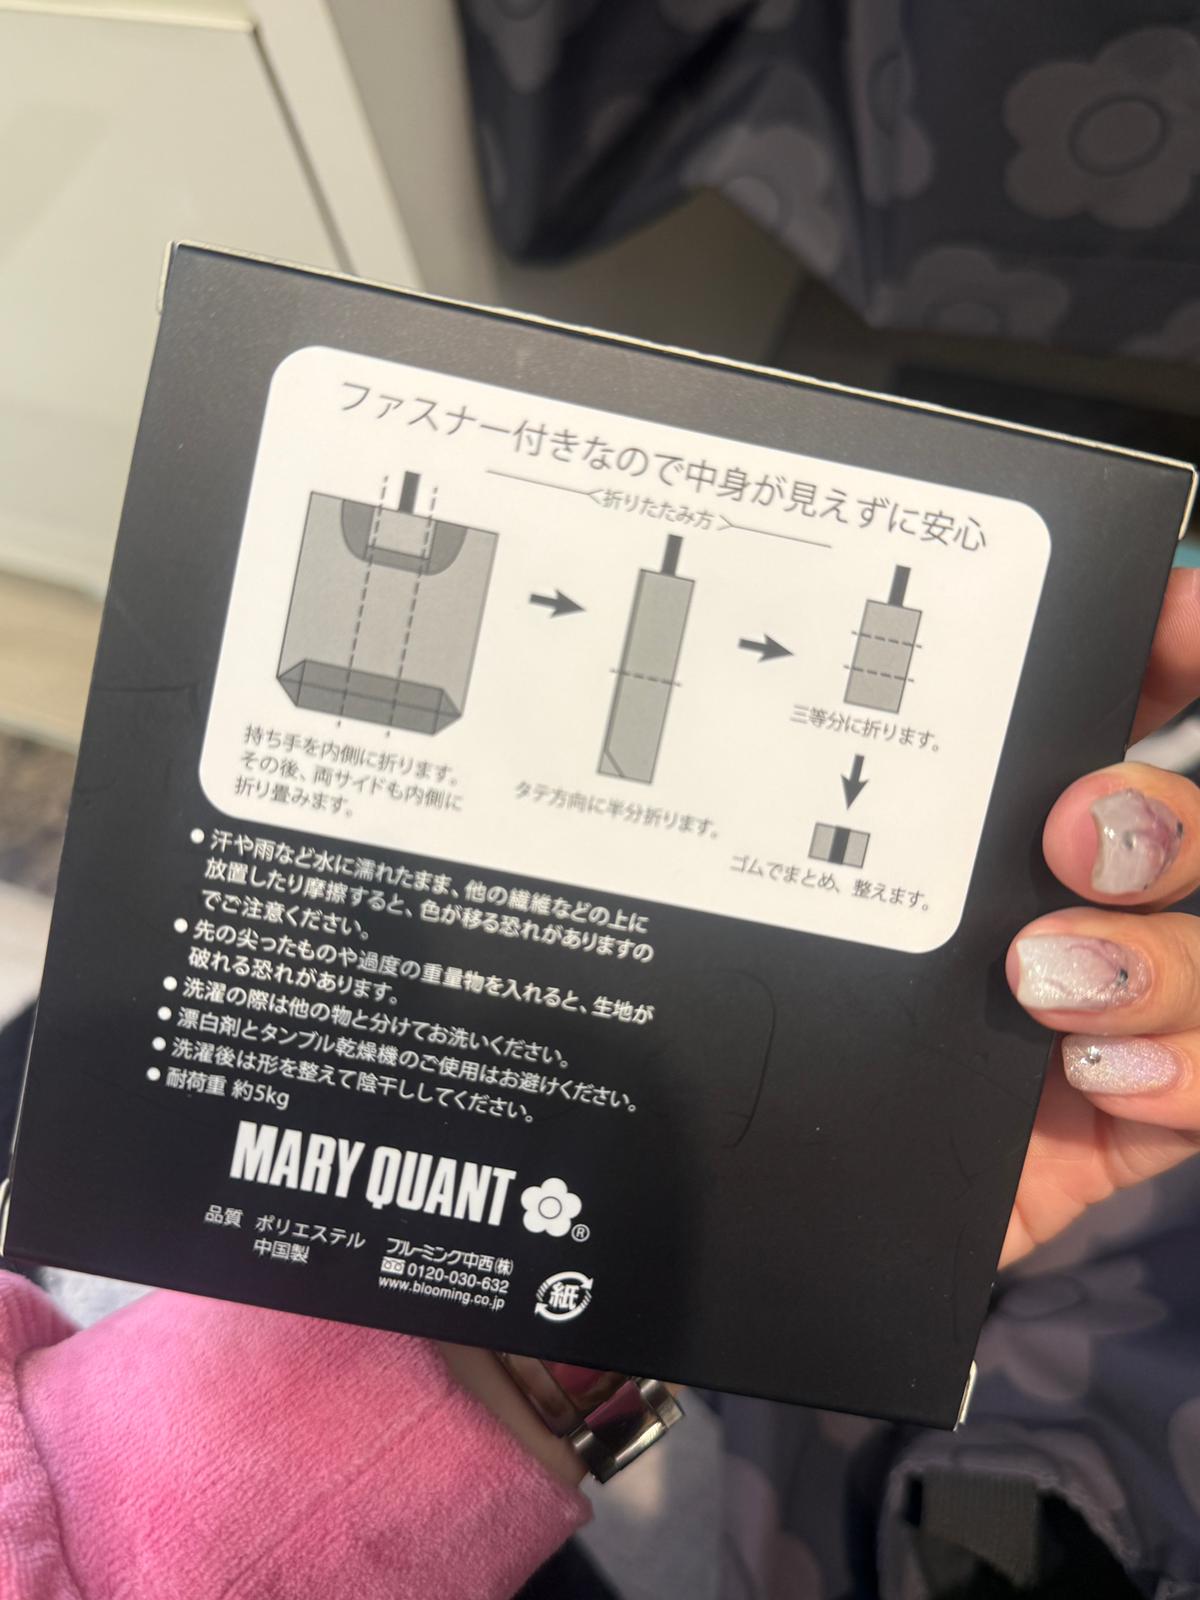 ファスナー付きなので中身が見えずに安心
折りたたみ方
持ち手を内側に折ります。
その後、両サイドも内側に
折り畳みます。
タテ方向に半分折ります。
三等分に折ります。
ゴムでまとめ、整えます。
●汗や雨など水に濡れたまま、他の繊維などの上に
放置したり摩擦すると、色が移る恐れがありますの
でご注意ください。
●先の尖ったものや過度の重量物を入れると、生地が
破れる恐れがあります。
●洗濯の際は他の物と分けてお洗いください。
●漂白剤とタンブル乾燥機のご使用はお避けください。
●洗濯後は形を整えて陰干ししてください。
●耐荷重 約5kg
MARY QUANT ®
品質 ポリエステル
中国製
ブルーミング中西(株)
0120-030-632
www.blooming.co.jp
紙